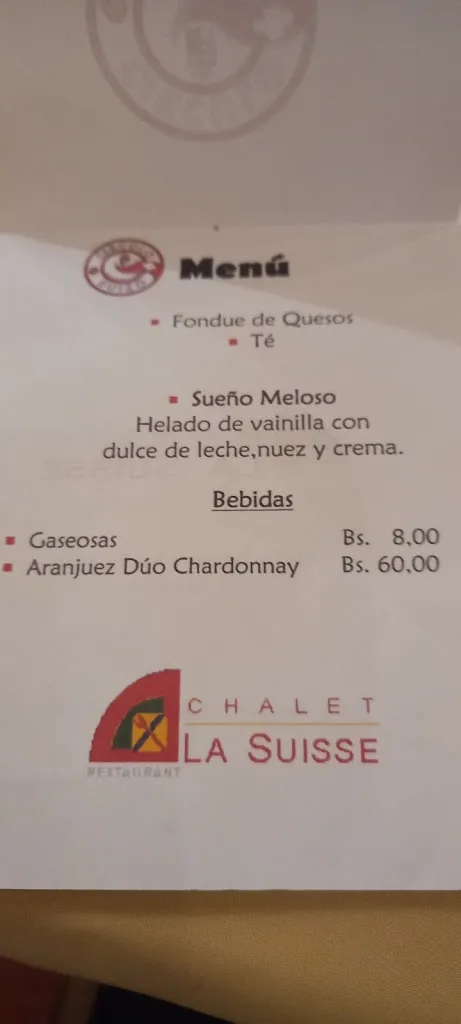 Menú
Fondue de Quesos
Té
Sueño Meloso
Helado de vainilla con
dulce de leche,nuez y crema.
Bebidas
Gaseosas Bs. 8,00
Aranjuez Dúo Chardonnay Bs. 60,00
CHALET
LA SUISSE
RESTAURANT